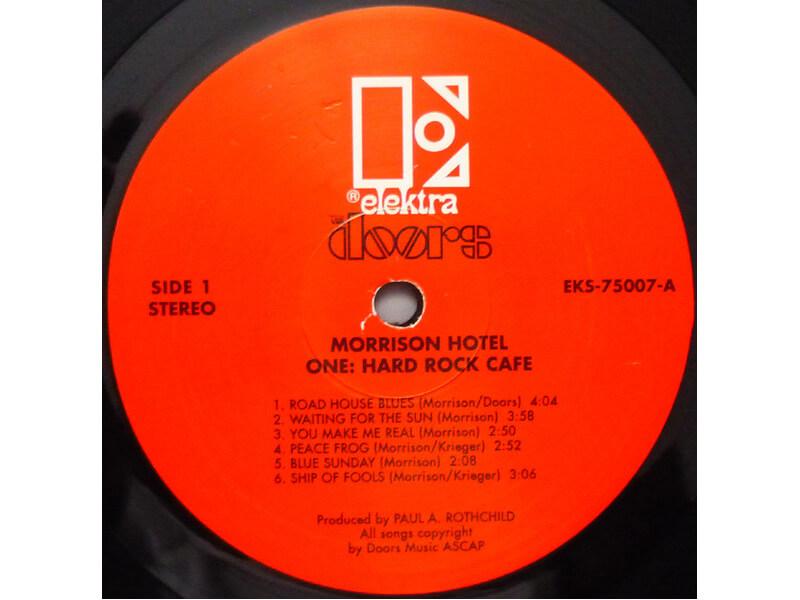 ® elektra
THE
doors
SIDE 1
STEREO
EKS-75007-A
MORRISON HOTEL
ONE: HARD ROCK CAFE
1. ROAD HOUSE BLUES (Morrison/Doors) 4:04
2. WAITING FOR THE SUN (Morrison) 3:58
3. YOU MAKE ME REAL (Morrison) 2:50
4. PEACE FROG (Morrison/Krieger) 2:52
5. BLUE SUNDAY (Morrison) 2:08
6. SHIP OF FOOLS (Morrison/Krieger) 3:06
Produced by PAUL A. ROTHCHILD
All songs copyright
by Doors Music ASCAP